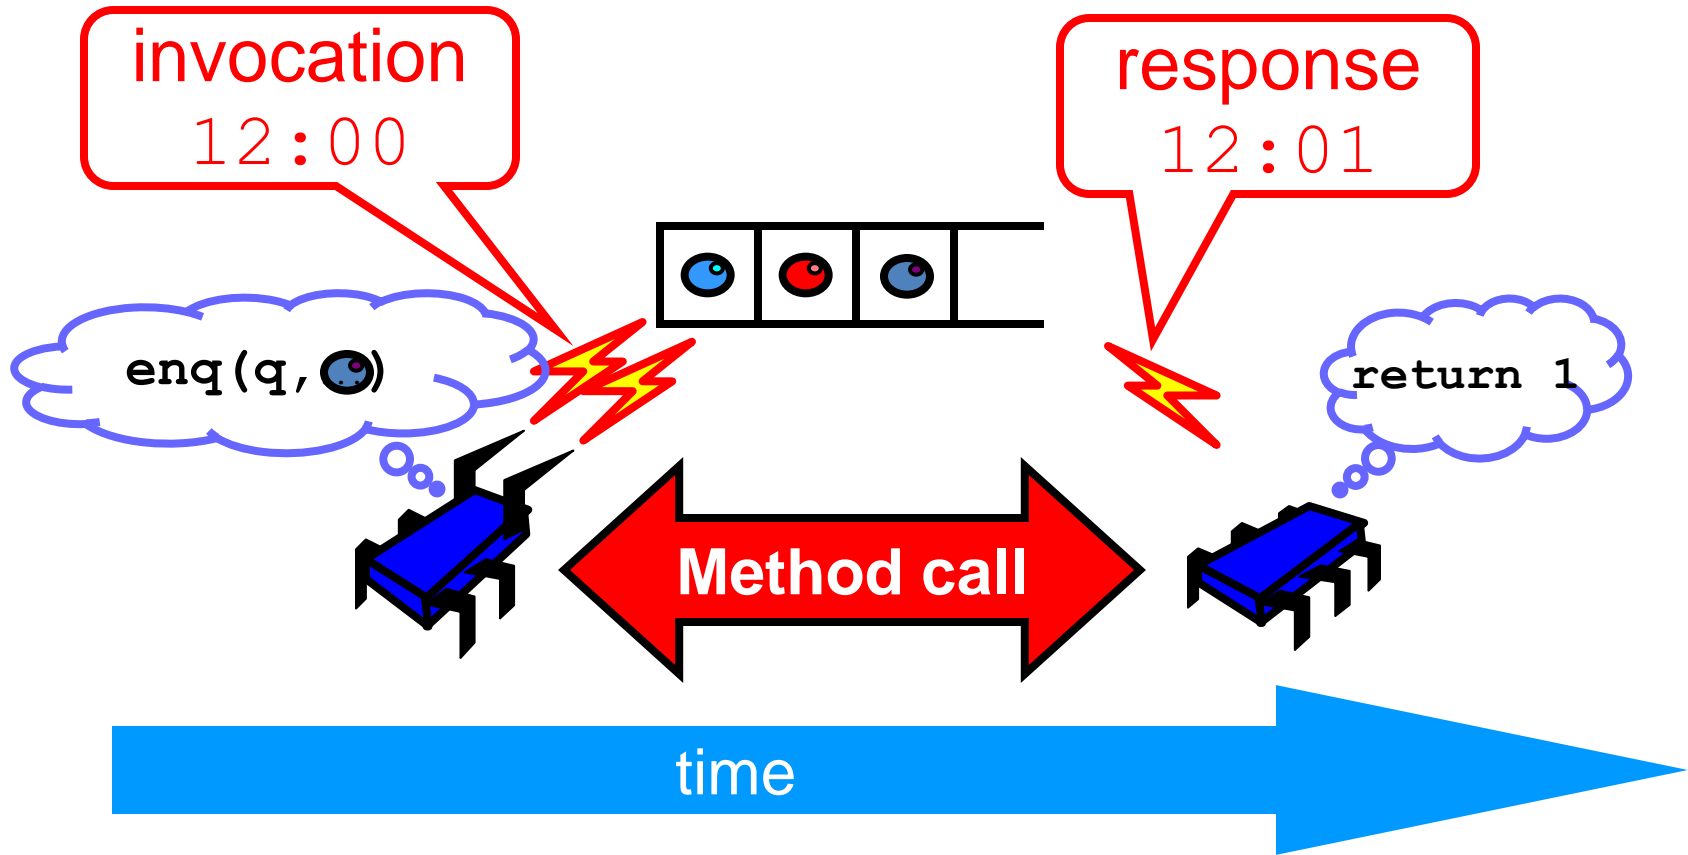 invocation
12:00
response
12:01
enq(q, )
return 1
Method call
time